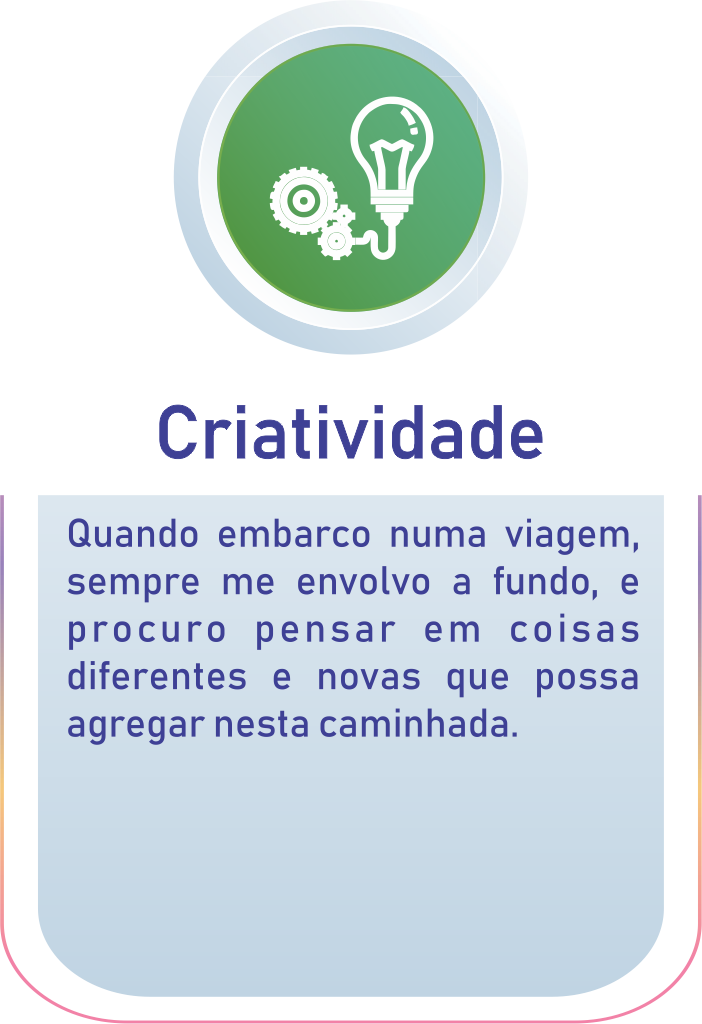 Criatividade
Quando embarco numa viagem,
sempre me envolvo a fundo, e
procuro pensar em coisas
diferentes e novas que possa
agregar nesta caminhada.